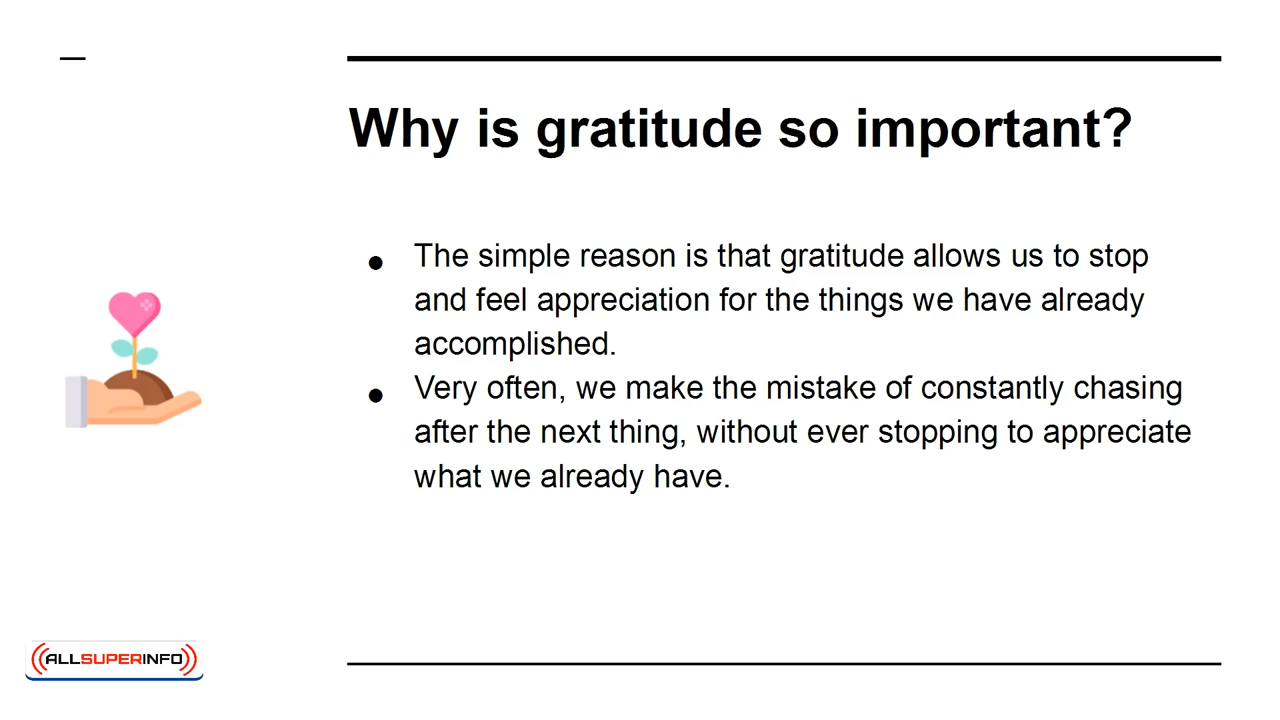 Why is gratitude so important?
● The simple reason is that gratitude allows us to stop
and feel appreciation for the things we have already
accomplished.
● Very often, we make the mistake of constantly chasing
after the next thing, without ever stopping to appreciate
what we already have.
ALLSUPERINFO